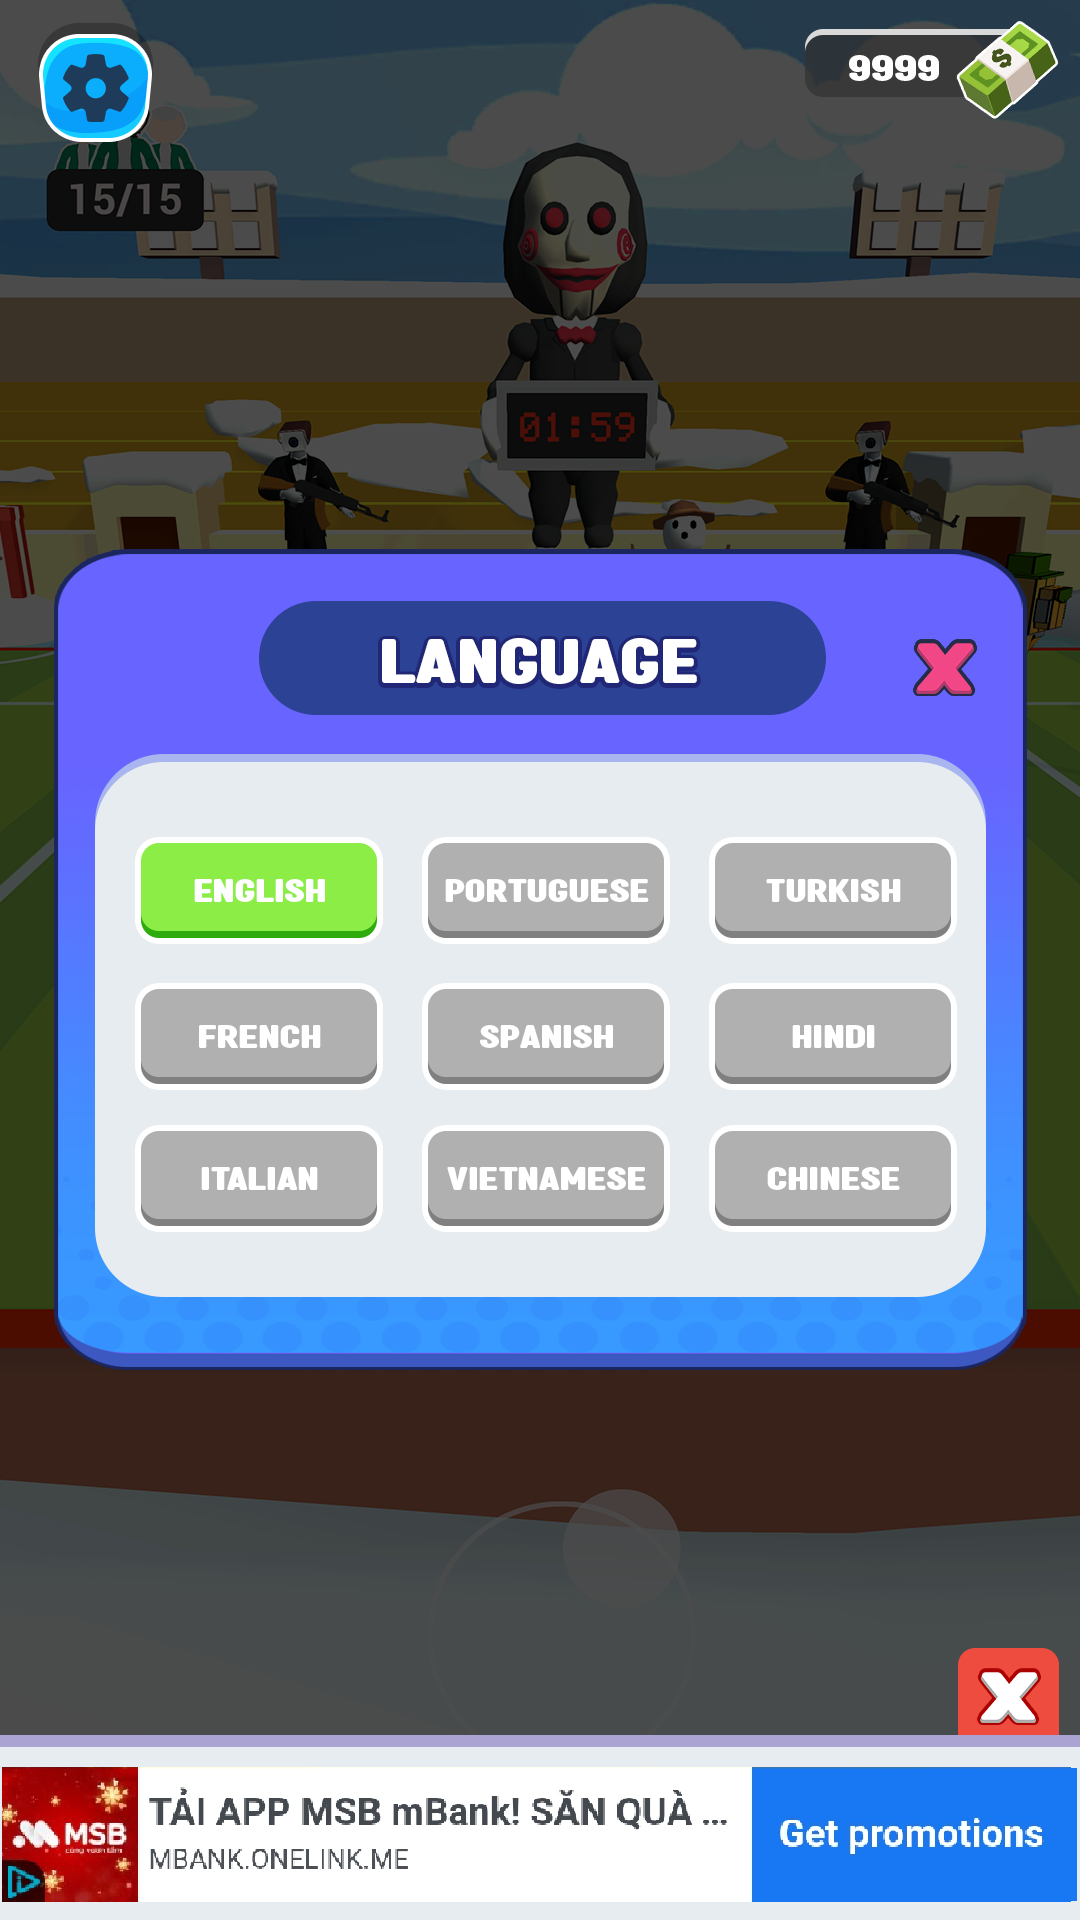 9999
15/15
01:59
LANGUAGE
X
ENGLISH
PORTUGUESE
TURKISH
FRENCH
SPANISH
HINDI
ITALIAN
VIETNAMESE
CHINESE
X
TẢI APP MSB mBank! SĂN QUÀ ...
MBANK.ONELINK.ME
Get promotions
MSB